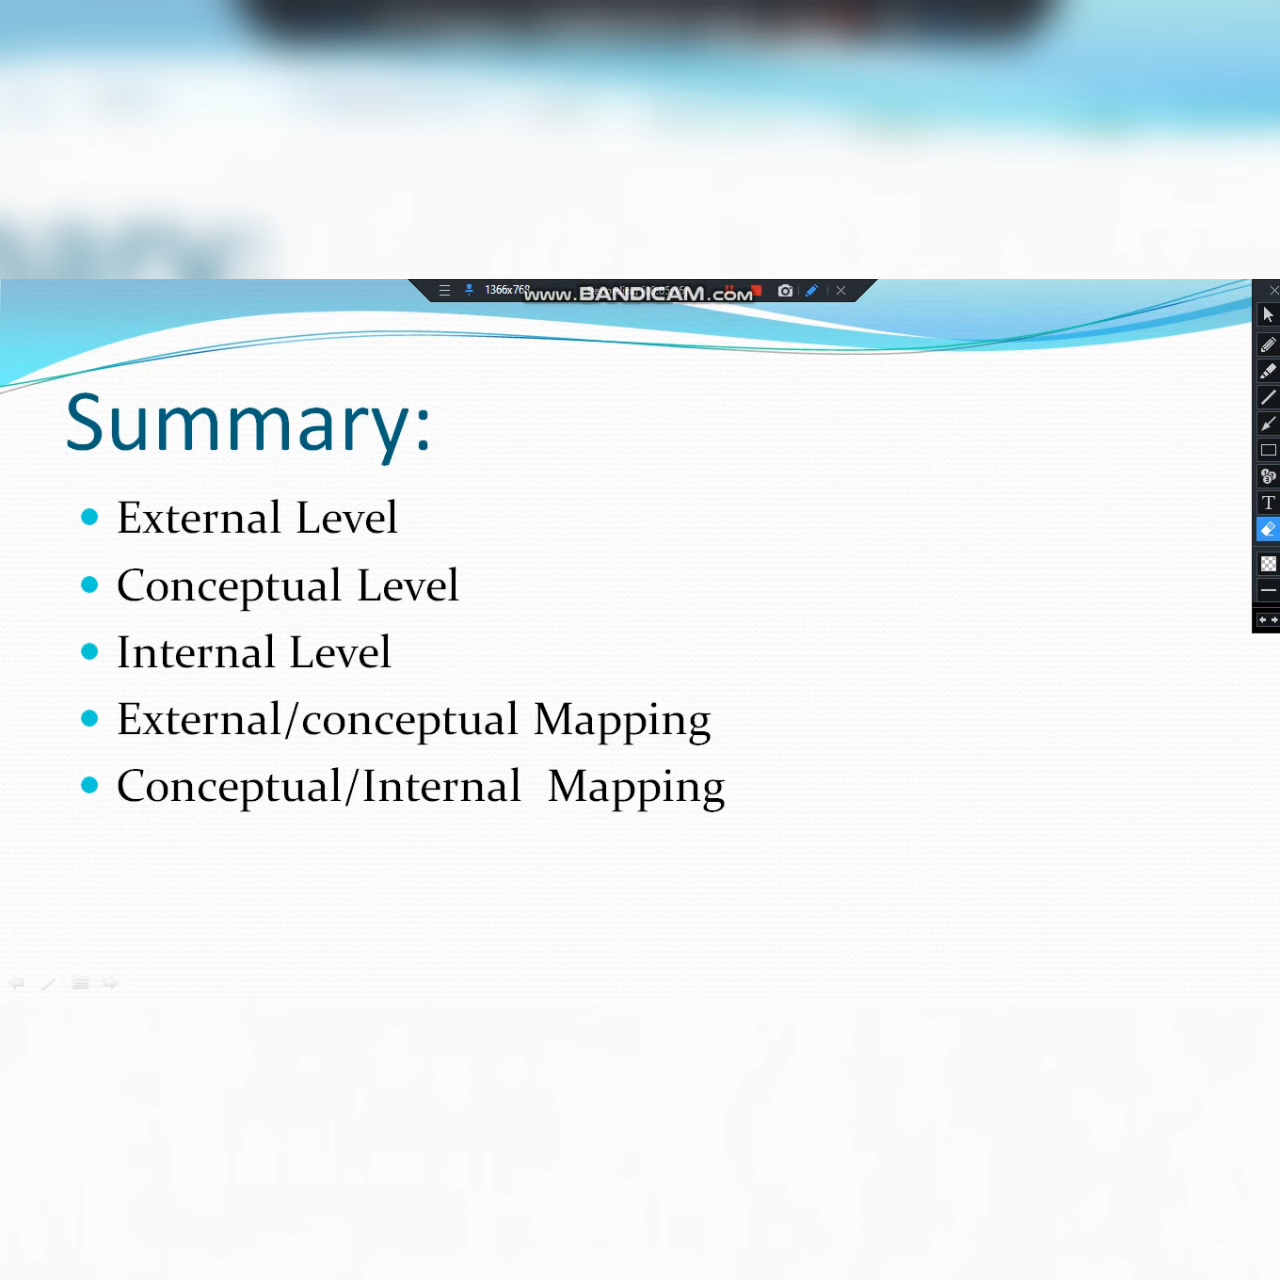 1366x768
www.BANDICAM.com
Summary:
External Level
Conceptual Level
Internal Level
External/conceptual Mapping
Conceptual/Internal Mapping
T